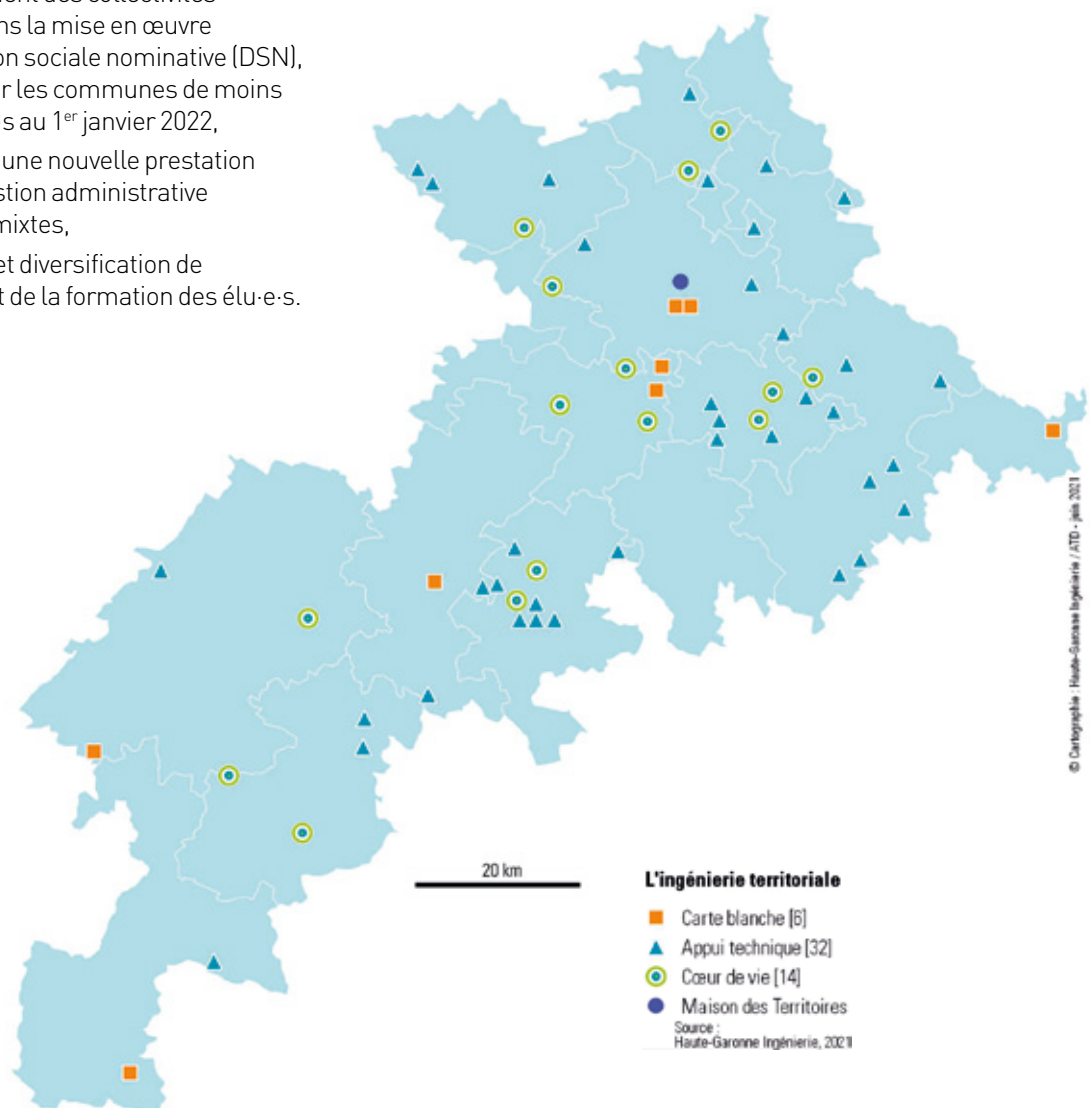 ent des collectivités
ns la mise en œuvre
on sociale nominative (DSN),
r les communes de moins
s au 1er janvier 2022,
une nouvelle prestation
stion administrative
mixtes,
et diversification de
t de la formation des élu·e·s.
20 km
L'ingénierie territoriale
Carte blanche [6]
Appui technique [32]
Cœur de vie [14]
Maison des Territoires
Source :
Haute-Garonne Ingénierie, 2021
© Cartographie : Haute-Garonne Ingénierie / ATD - juin 2021